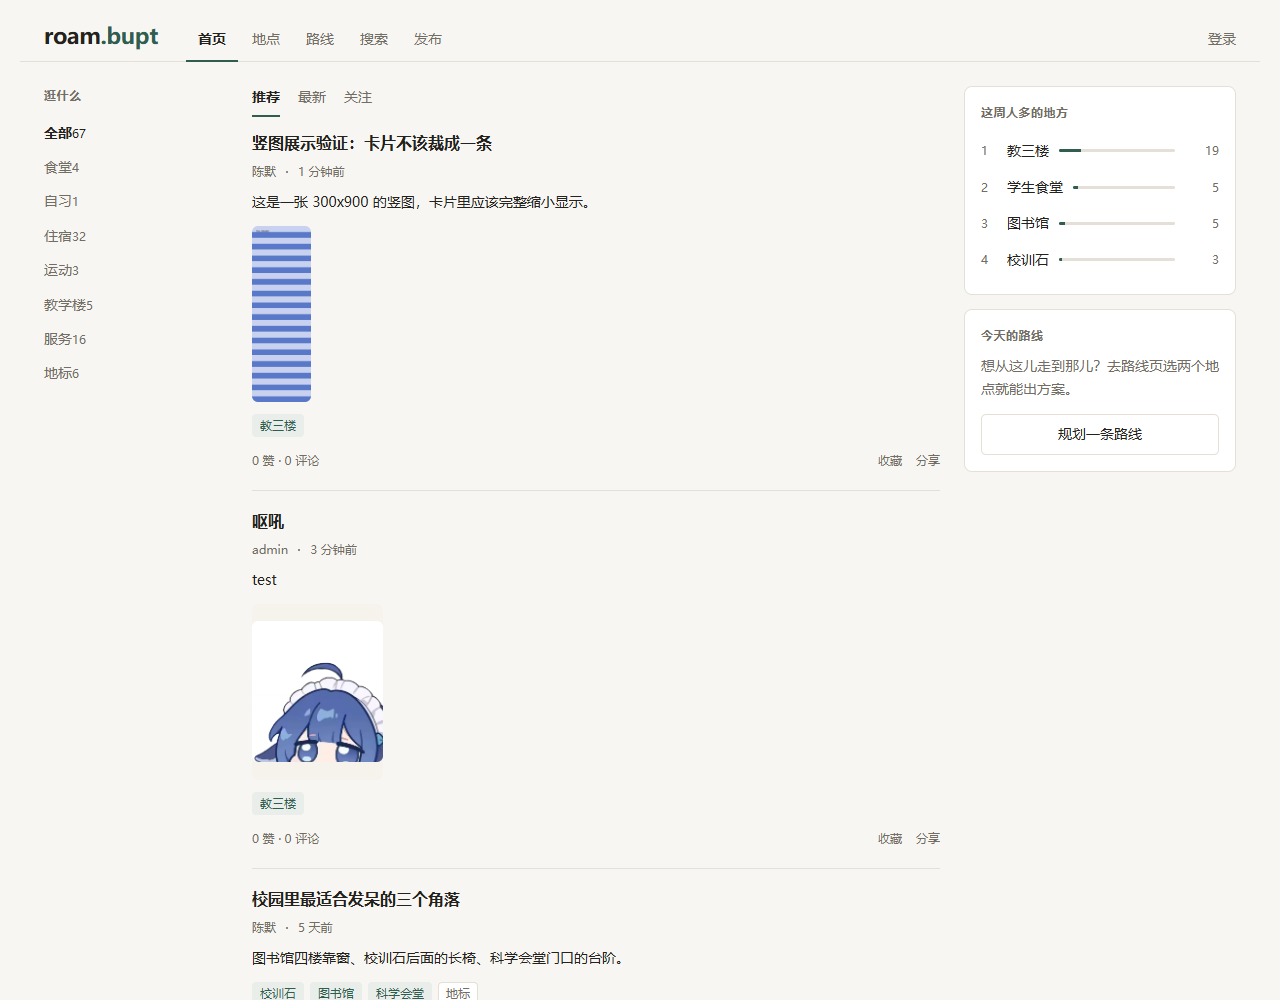 roam.bupt
首页
地点
路线
搜索
发布
登录
逛什么
全部67
食堂4
自习1
住宿32
运动3
教学楼5
服务16
地标6
推荐
最新
关注
竖图展示验证：卡片不该裁成一条
陈默 · 1 分钟前
这是一张 300x900 的竖图，卡片里应该完整缩小显示。
教三楼
0 赞 · 0 评论
收藏
分享
呕吼
admin · 3 分钟前
test
教三楼
0 赞 · 0 评论
收藏
分享
校园里最适合发呆的三个角落
陈默 · 5 天前
图书馆四楼靠窗、校训石后面的长椅、科学会堂门口的台阶。
校训石
图书馆
科学会堂
地标
这周人多的地方
1 教三楼 19
2 学生食堂 5
3 图书馆 5
4 校训石 3
今天的路线
想从这儿走到那儿？去路线页选两个地
点就能出方案。
规划一条路线